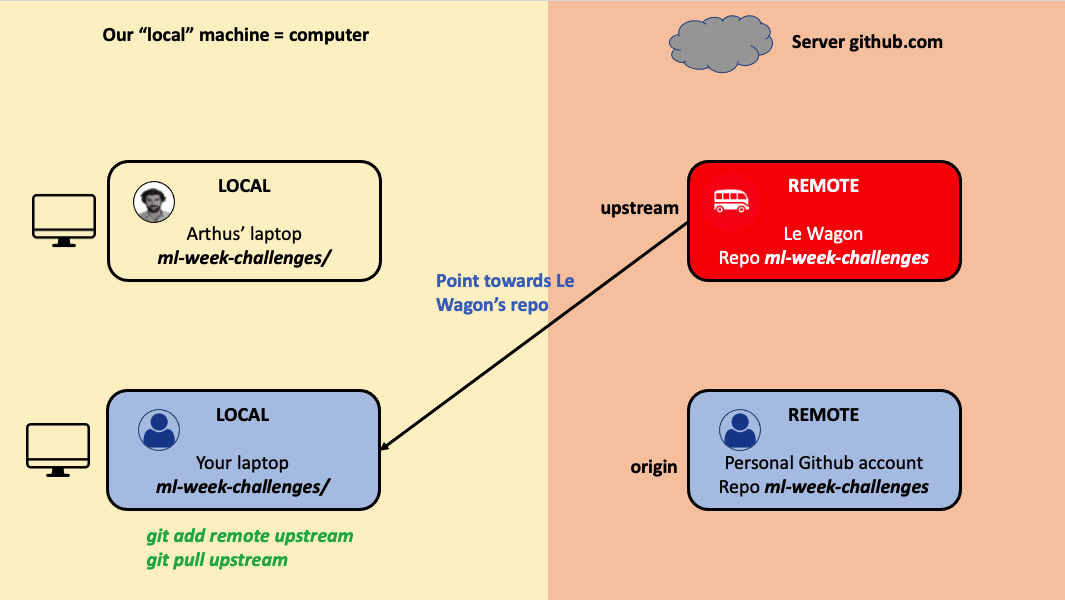 Our “local” machine = computer
Server github.com
LOCAL
Arthus’ laptop
ml-week-challenges/
upstream
REMOTE
Le Wagon
Repo ml-week-challenges
Point towards Le
Wagon’s repo
LOCAL
Your laptop
ml-week-challenges/
origin
REMOTE
Personal Github account
Repo ml-week-challenges
git add remote upstream
git pull upstream